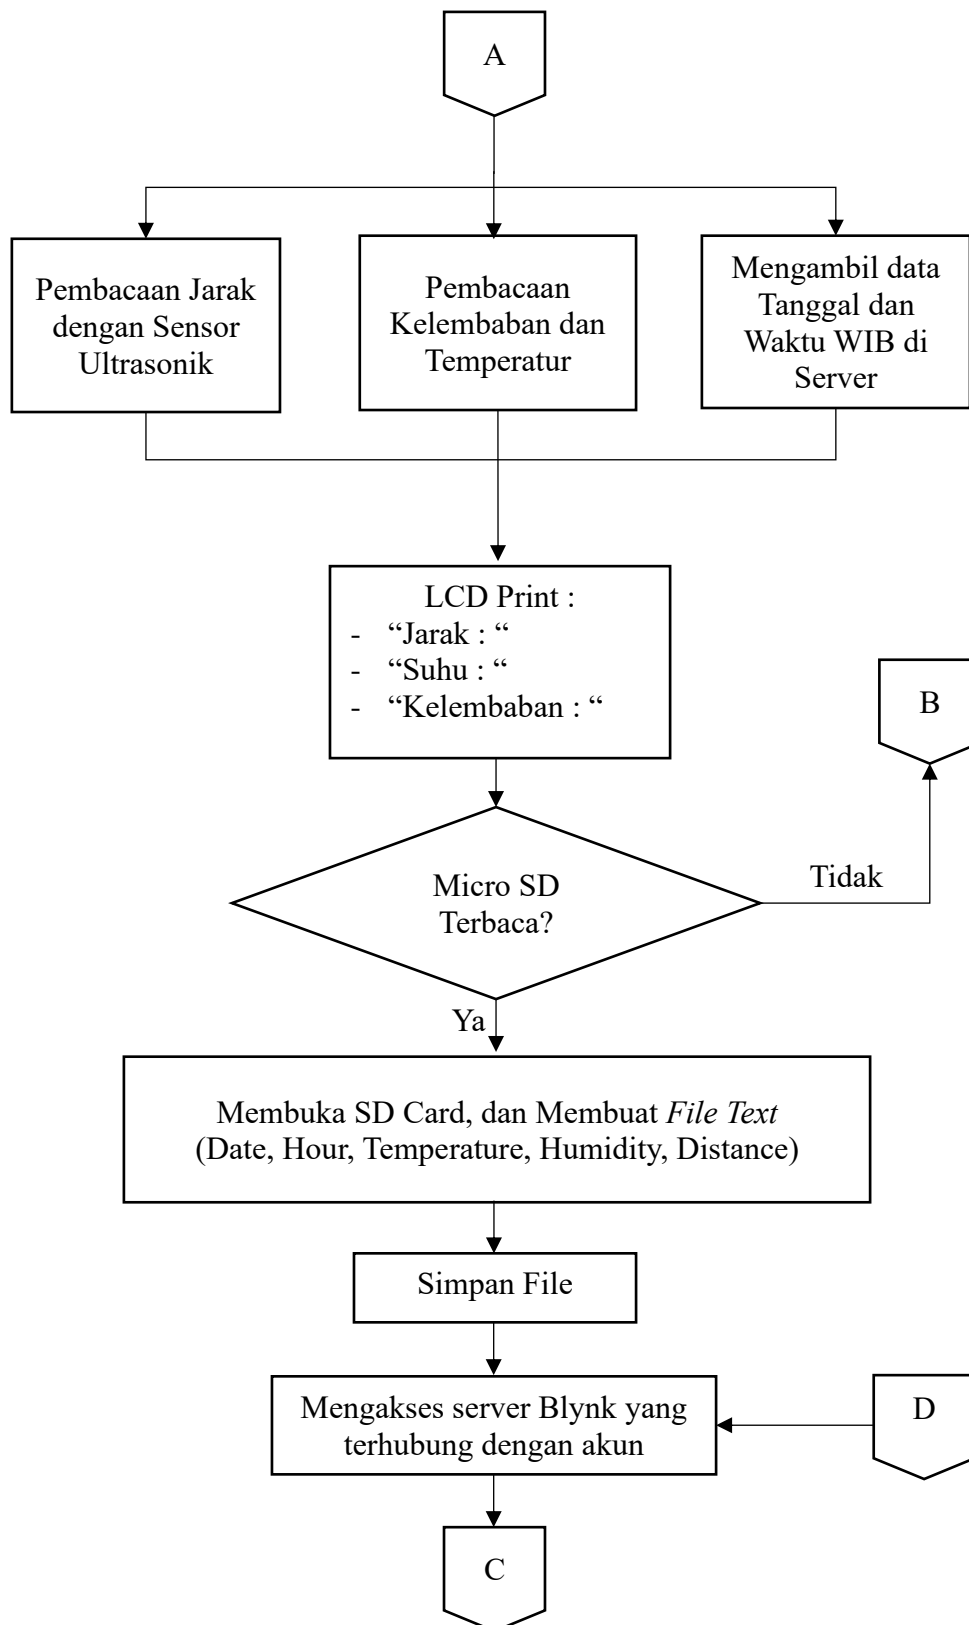 A
Pembacaan Jarak
dengan Sensor
Ultrasonik
Pembacaan
Kelembaban dan
Temperatur
Mengambil data
Tanggal dan
Waktu WIB di
Server
LCD Print :
- “Jarak : “
- “Suhu : “
- “Kelembaban : “
B
Micro SD
Terbaca?
Tidak
Ya
Membuka SD Card, dan Membuat File Text
(Date, Hour, Temperature, Humidity, Distance)
Simpan File
Mengakses server Blynk yang
terhubung dengan akun
D
C